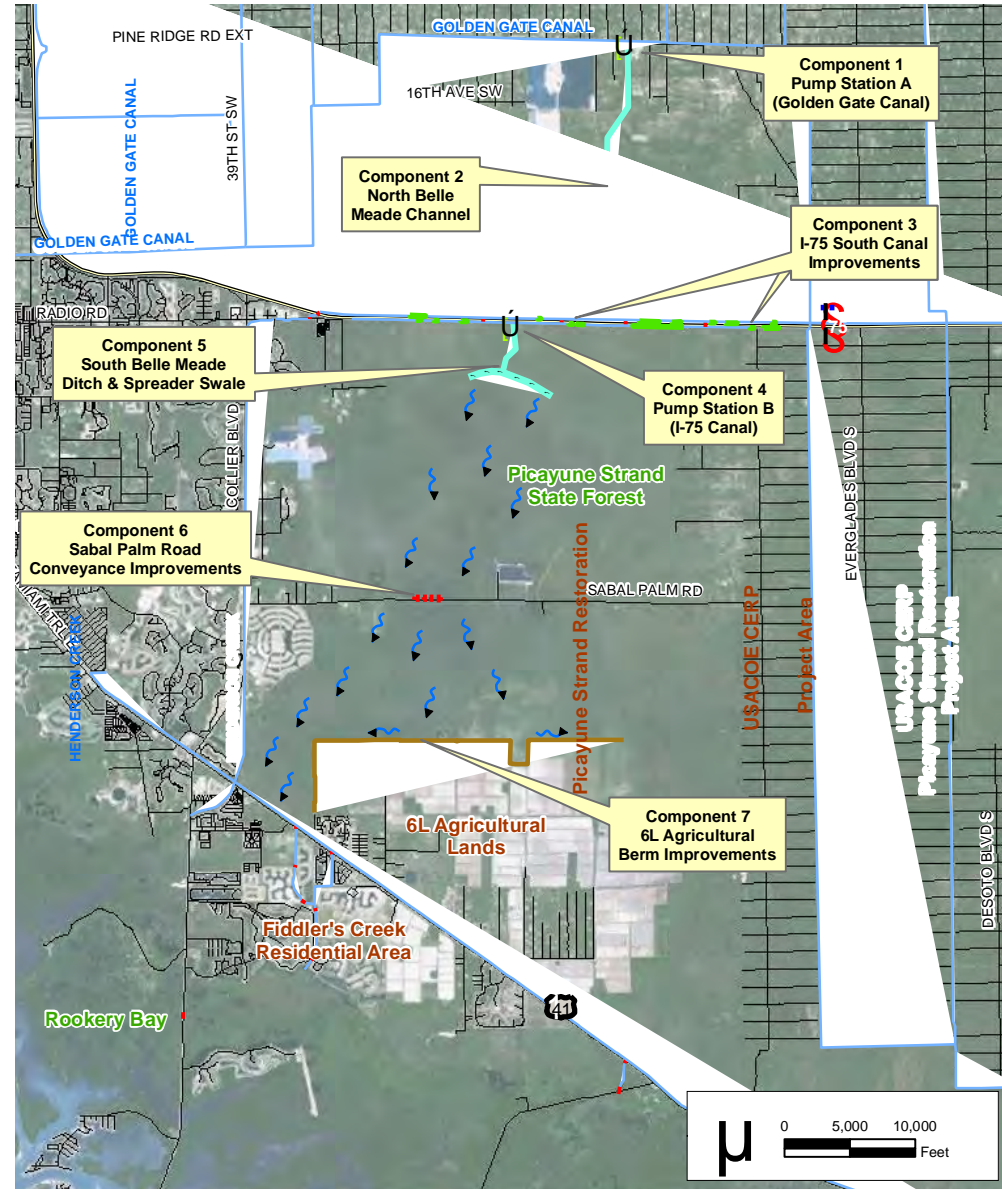 GOLDEN GATE CANAL
PINE RIDGE RD EXT
Component 1
Pump Station A
(Golden Gate Canal)
16TH AVE SW
39TH ST SW
GOLDEN GATE CANAL
Component 2
North Belle
Meade Channel
Component 3
I-75 South Canal
Improvements
GOLDEN GATE CANAL
RADIO RD
75
Component 5
South Belle Meade
Ditch & Spreader Swale
Component 4
Pump Station B
(I-75 Canal)
COLLIER BLVD
EVERGLADES BLVD S
Picayune Strand
State Forest
Component 6
Sabal Palm Road
Conveyance Improvements
SABAL PALM RD
Picayune Strand Restoration
USACOE CERP
Project Area
USACOE CERP
Picayune Strand Restoration
Project Area
HENDERSON CREEK
Component 7
6L Agricultural
Berm Improvements
6L Agricultural
Lands
DESOTO BLVD S
Fiddler's Creek
Residential Area
Rookery Bay
41
µ
0 5,000 10,000
Feet